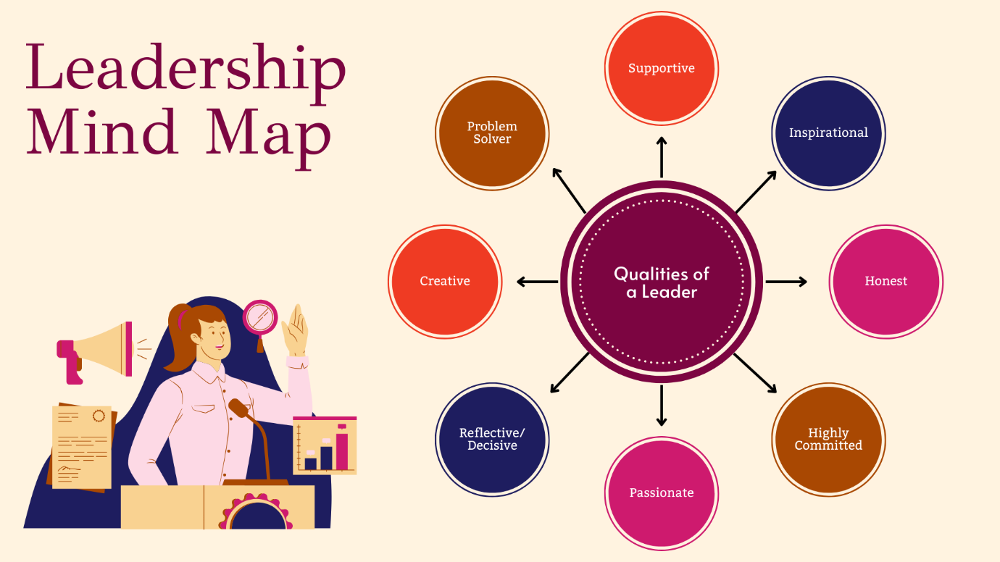 Leadership
Mind Map
Supportive
Problem
Solver
Inspirational
Creative
Qualities of
a Leader
Honest
Reflective/
Decisive
Highly
Committed
Passionate